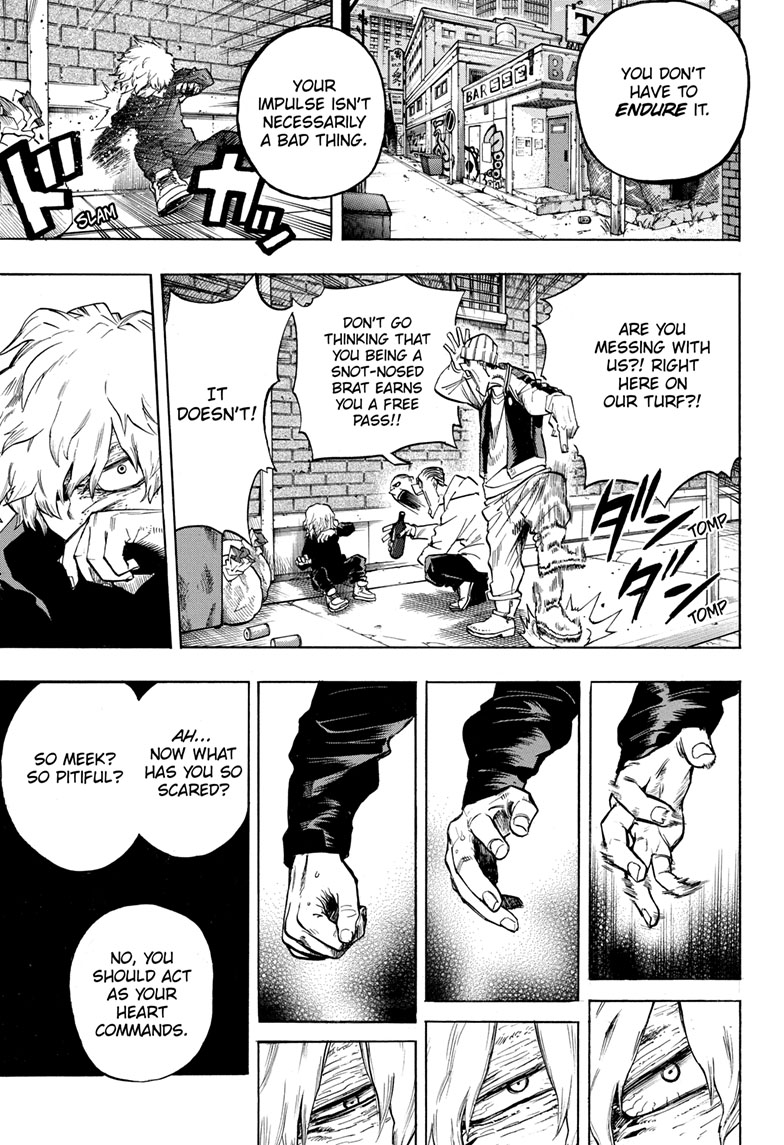 YOU DON'T
HAVE TO
ENDURE IT.
BAR
BAR
T
YOUR
IMPULSE ISN'T
NECESSARILY
A BAD THING.
ドガッ
SLAM
ARE YOU
MESSING WITH
US?! RIGHT
HERE ON
OUR TURF?!
DON'T GO
THINKING THAT
YOU BEING A
SNOT-NOSED
BRAT EARNS
YOU A FREE
PASS!!
IT
DOESN'T!
ダン
TOMP
ダン
TOMP
AH...
NOW WHAT
HAS YOU SO
SCARED?
SO MEEK?
SO PITIFUL?
NO, YOU
SHOULD ACT
AS YOUR
HEART
COMMANDS.